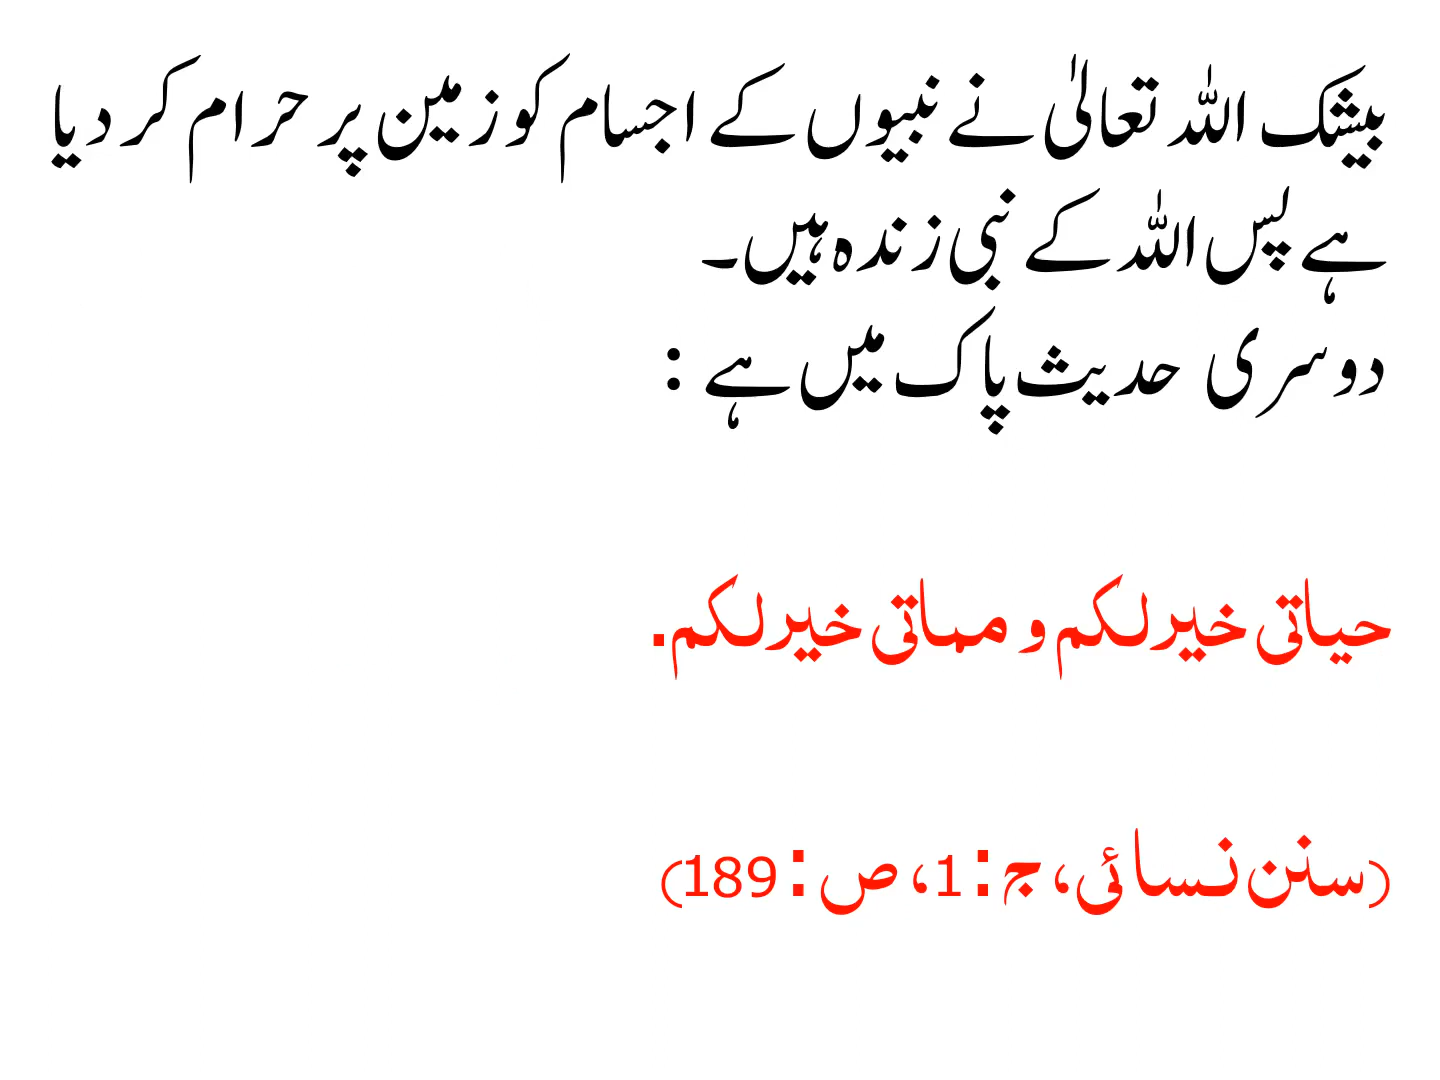 بیشک اللہ تعالیٰ نے نبیوں کے اجسام کو زمین پر حرام کر دیا
ہے پس اللہ کے نبی زندہ ہیں۔
دوسری حدیث پاک میں ہے :
حیاتی خیرلکم و مماتی خیرلکم.
(سنن نسائی، ج:1، ص:189)